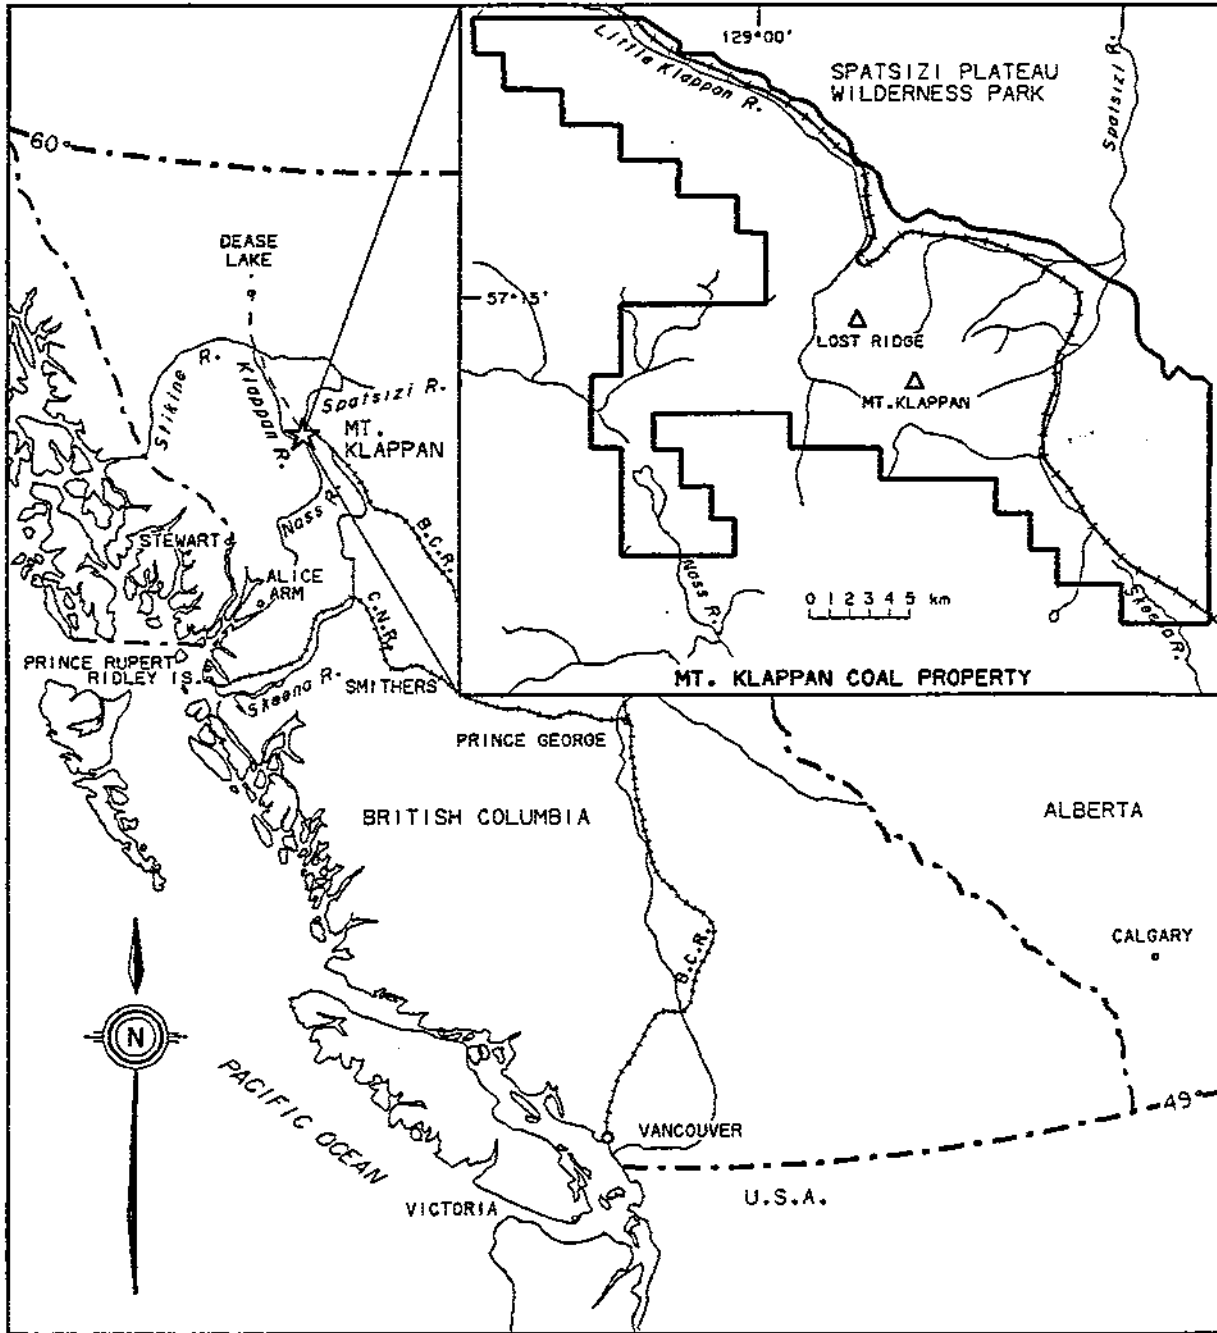 129°00'
Little Klappan R.
SPATSIZI PLATEAU
WILDERNESS PARK
Spatsizi R.
57°15'
LOST RIDGE
MT. KLAPPAN
Nass R.
Skeena R.
0 1 2 3 4 5 km
MT. KLAPPAN COAL PROPERTY
60°
DEASE
LAKE
Stikine R.
Klappan R.
Spatsizi R.
MT.
KLAPPAN
Nass R.
B.C.R.
STEWART
ALICE
ARM
C.N.R.
PRINCE RUPERT
RIDLEY IS.
Skeena R.
SMITHERS
PRINCE GEORGE
BRITISH COLUMBIA
ALBERTA
CALGARY
B.C.R.
N
PACIFIC OCEAN
VANCOUVER
49°
VICTORIA
U.S.A.